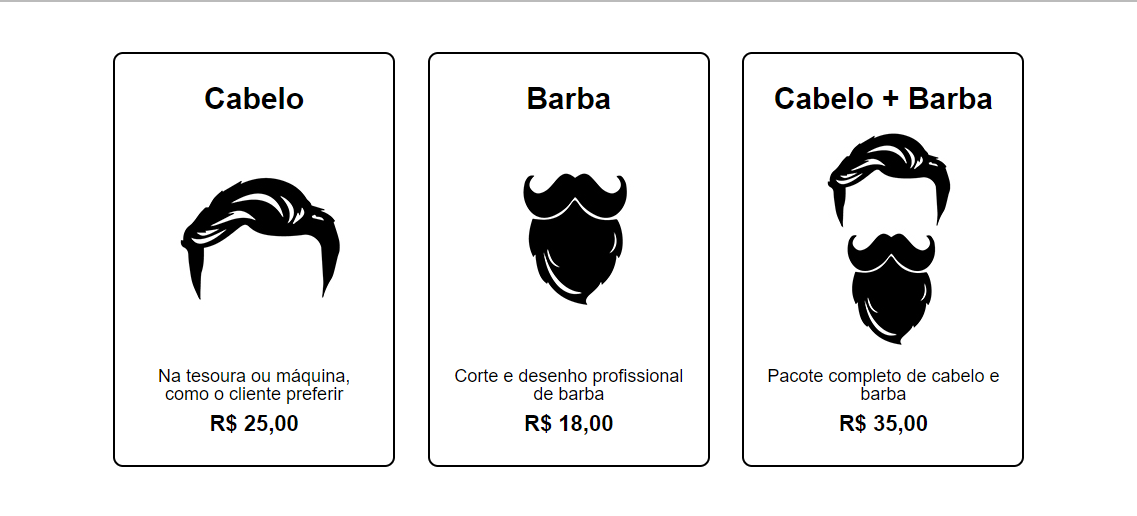 Cabelo
Na tesoura ou máquina,
como o cliente preferir
R$ 25,00
Barba
Corte e desenho profissional
de barba
R$ 18,00
Cabelo + Barba
Pacote completo de cabelo e
barba
R$ 35,00